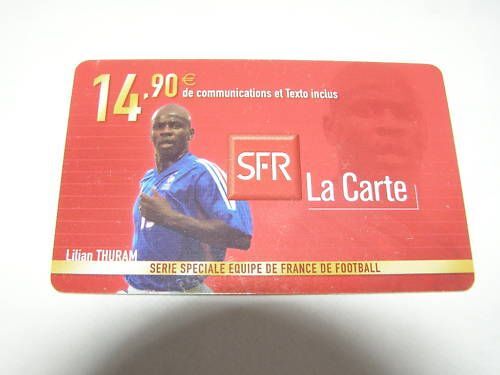 14.90 €
de communications et Texto inclus
SFR
La Carte
Lilian THURAM
SERIE SPECIALE EQUIPE DE FRANCE DE FOOTBALL